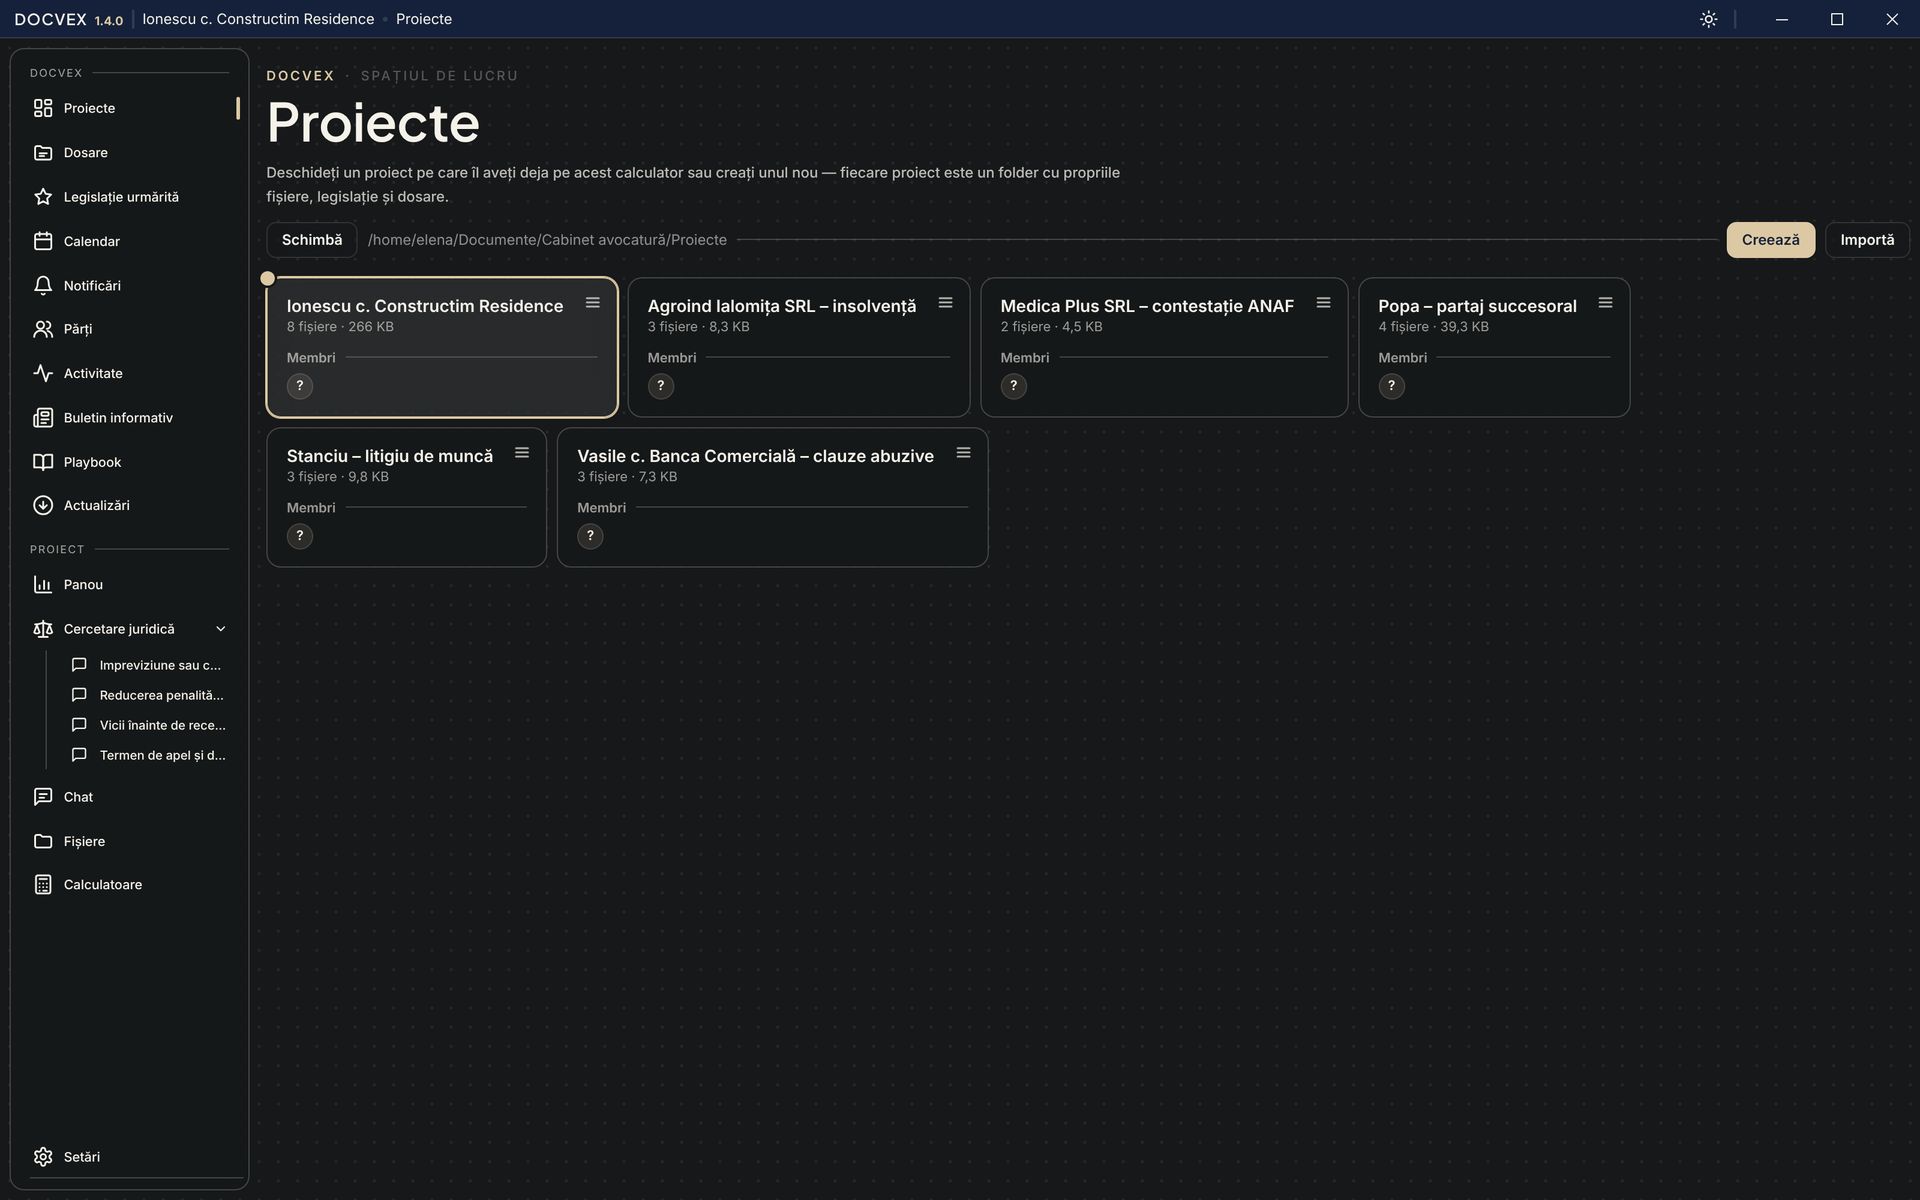 DOCVEX 1.4.0 Ionescu c. Constructim Residence • Proiecte
DOCVEX
Proiecte
Dosare
Legislație urmărită
Calendar
Notificări
Părți
Activitate
Buletin informativ
Playbook
Actualizări
PROIECT
Panou
Cercetare juridică
Impreviziune sau c...
Reducerea penalită...
Vicii înainte de rece...
Termen de apel și d...
Chat
Fișiere
Calculatoare
Setări
DOCVEX · SPAȚIUL DE LUCRU
Proiecte
Deschideți un proiect pe care îl aveți deja pe acest calculator sau creați unul nou — fiecare proiect este un folder cu propriile
fișiere, legislație și dosare.
Schimbă /home/elena/Documente/Cabinet avocatură/Proiecte Creează Importă
Ionescu c. Constructim Residence
8 fișiere · 266 KB
Membri
?
Agroind Ialomița SRL – insolvență
3 fișiere · 8,3 KB
Membri
?
Medica Plus SRL – contestație ANAF
2 fișiere · 4,5 KB
Membri
?
Popa – partaj succesoral
4 fișiere · 39,3 KB
Membri
?
Stanciu – litigiu de muncă
3 fișiere · 9,8 KB
Membri
?
Vasile c. Banca Comercială – clauze abuzive
3 fișiere · 7,3 KB
Membri
?